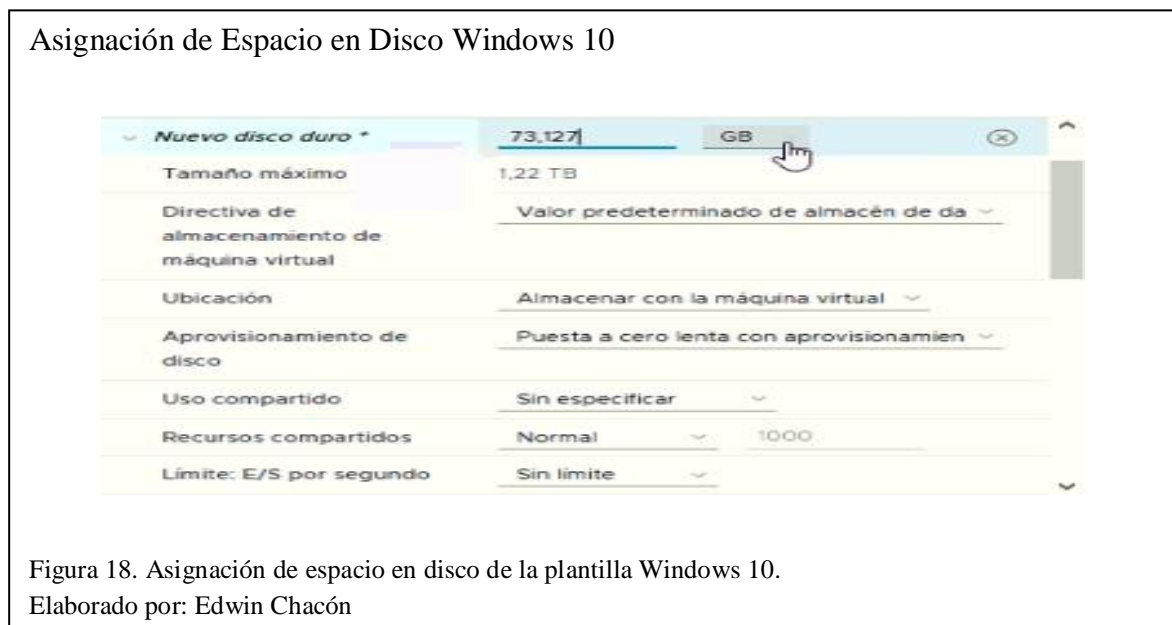 Asignación de Espacio en Disco Windows 10
Nuevo disco duro * 73,127 GB
Tamaño máximo 1,22 TB
Directiva de Valor predeterminado de almacén de da
almacenamiento de
máquina virtual
Ubicación Almacenar con la máquina virtual
Aprovisionamiento de Puesta a cero lenta con aprovisionamien
disco
Uso compartido Sin especificar
Recursos compartidos Normal 1000
Límite: E/S por segundo Sin límite
Figura 18. Asignación de espacio en disco de la plantilla Windows 10.
Elaborado por: Edwin Chacón